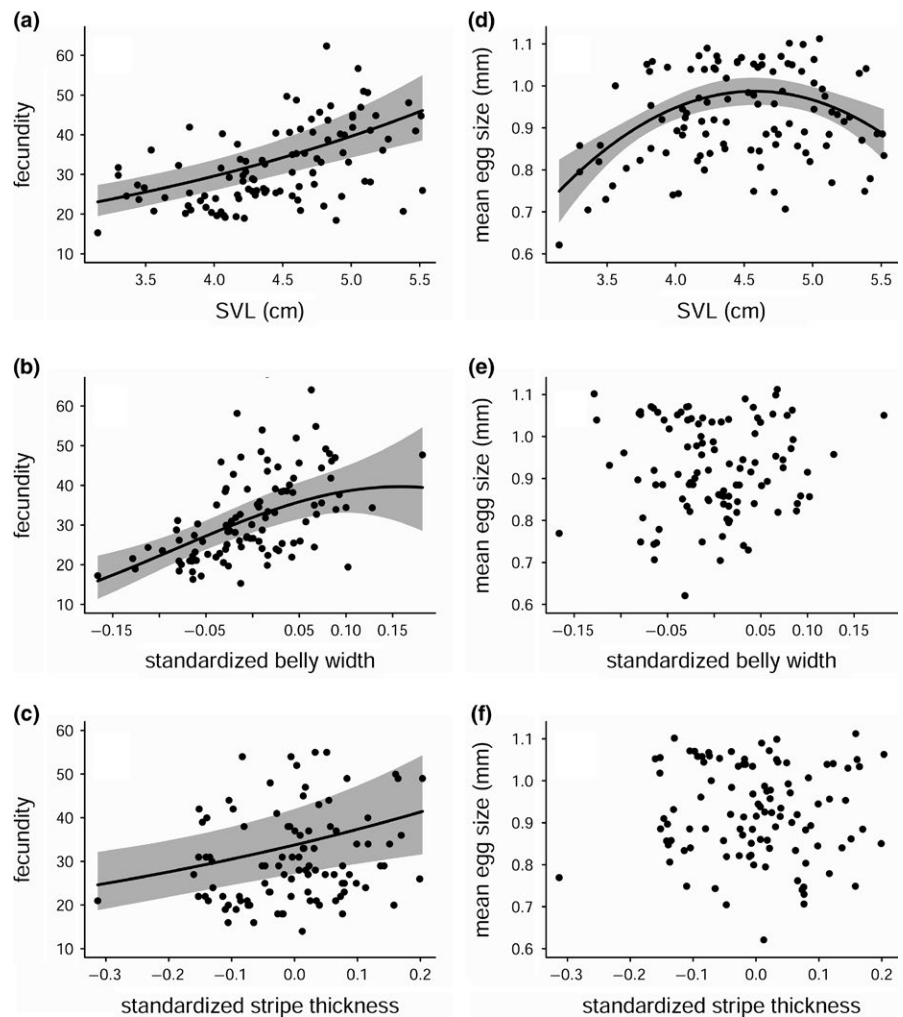 (a)
60
50
40
30
20
10
fecundity
3.5 4.0 4.5 5.0 5.5
SVL (cm)
(d)
1.1
1.0
0.9
0.8
0.7
0.6
mean egg size (mm)
3.5 4.0 4.5 5.0 5.5
SVL (cm)
(b)
60
50
40
30
20
10
fecundity
−0.15 −0.05 0.05 0.10 0.15
standardized belly width
(e)
1.1
1.0
0.9
0.8
0.7
0.6
mean egg size (mm)
−0.15 −0.05 0.05 0.10 0.15
standardized belly width
(c)
60
50
40
30
20
10
fecundity
−0.3 −0.2 −0.1 0.0 0.1 0.2
standardized stripe thickness
(f)
1.1
1.0
0.9
0.8
0.7
0.6
mean egg size (mm)
−0.3 −0.2 −0.1 0.0 0.1 0.2
standardized stripe thickness